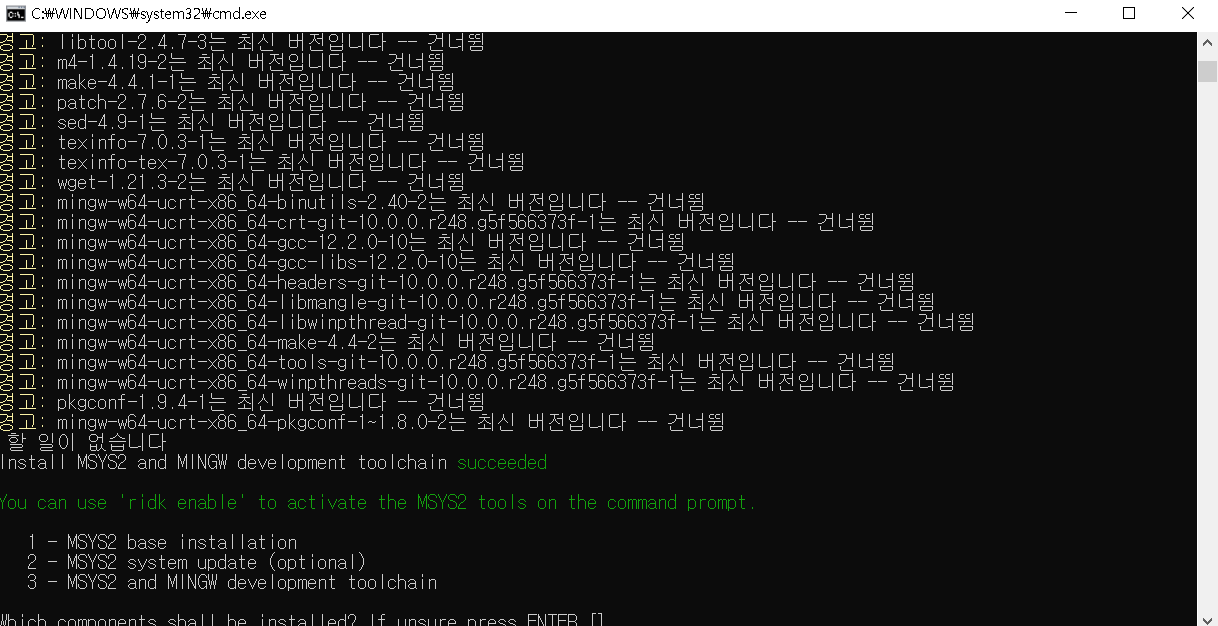 C:₩WINDOWS₩system32₩cmd.exe
경고: libtool-2.4.7-3는 최신 버전입니다 -- 건너뜀
경고: m4-1.4.19-2는 최신 버전입니다 -- 건너뜀
경고: make-4.4.1-1는 최신 버전입니다 -- 건너뜀
경고: patch-2.7.6-2는 최신 버전입니다 -- 건너뜀
경고: sed-4.9-1는 최신 버전입니다 -- 건너뜀
경고: texinfo-7.0.3-1는 최신 버전입니다 -- 건너뜀
경고: texinfo-tex-7.0.3-1는 최신 버전입니다 -- 건너뜀
경고: wget-1.21.3-2는 최신 버전입니다 -- 건너뜀
경고: mingw-w64-ucrt-x86_64-binutils-2.40-2는 최신 버전입니다 -- 건너뜀
경고: mingw-w64-ucrt-x86_64-crt-git-10.0.0.r248.g5f566373f-1는 최신 버전입니다 -- 건너뜀
경고: mingw-w64-ucrt-x86_64-gcc-12.2.0-10는 최신 버전입니다 -- 건너뜀
경고: mingw-w64-ucrt-x86_64-gcc-libs-12.2.0-10는 최신 버전입니다 -- 건너뜀
경고: mingw-w64-ucrt-x86_64-headers-git-10.0.0.r248.g5f566373f-1는 최신 버전입니다 -- 건너뜀
경고: mingw-w64-ucrt-x86_64-libmangle-git-10.0.0.r248.g5f566373f-1는 최신 버전입니다 -- 건너뜀
경고: mingw-w64-ucrt-x86_64-libwinpthread-git-10.0.0.r248.g5f566373f-1는 최신 버전입니다 -- 건너뜀
경고: mingw-w64-ucrt-x86_64-make-4.4-2는 최신 버전입니다 -- 건너뜀
경고: mingw-w64-ucrt-x86_64-tools-git-10.0.0.r248.g5f566373f-1는 최신 버전입니다 -- 건너뜀
경고: mingw-w64-ucrt-x86_64-winpthreads-git-10.0.0.r248.g5f566373f-1는 최신 버전입니다 -- 건너뜀
경고: pkgconf-1.9.4-1는 최신 버전입니다 -- 건너뜀
경고: mingw-w64-ucrt-x86_64-pkgconf-1~1.8.0-2는 최신 버전입니다 -- 건너뜀
할 일이 없습니다
Install MSYS2 and MINGW development toolchain succeeded
You can use 'ridk enable' to activate the MSYS2 tools on the command prompt.
1 - MSYS2 base installation
2 - MSYS2 system update (optional)
3 - MSYS2 and MINGW development toolchain
Which components shall be installed? If unsure press ENTER []